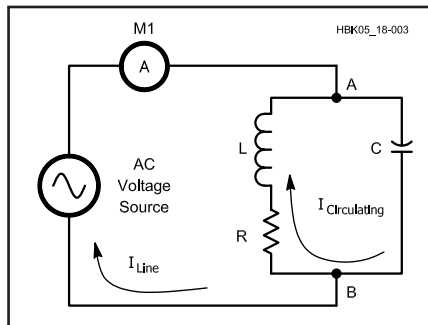 M1
HBK05_18-003
A
A
L
C
AC
Voltage
Source
I Circulating
R
I Line
B